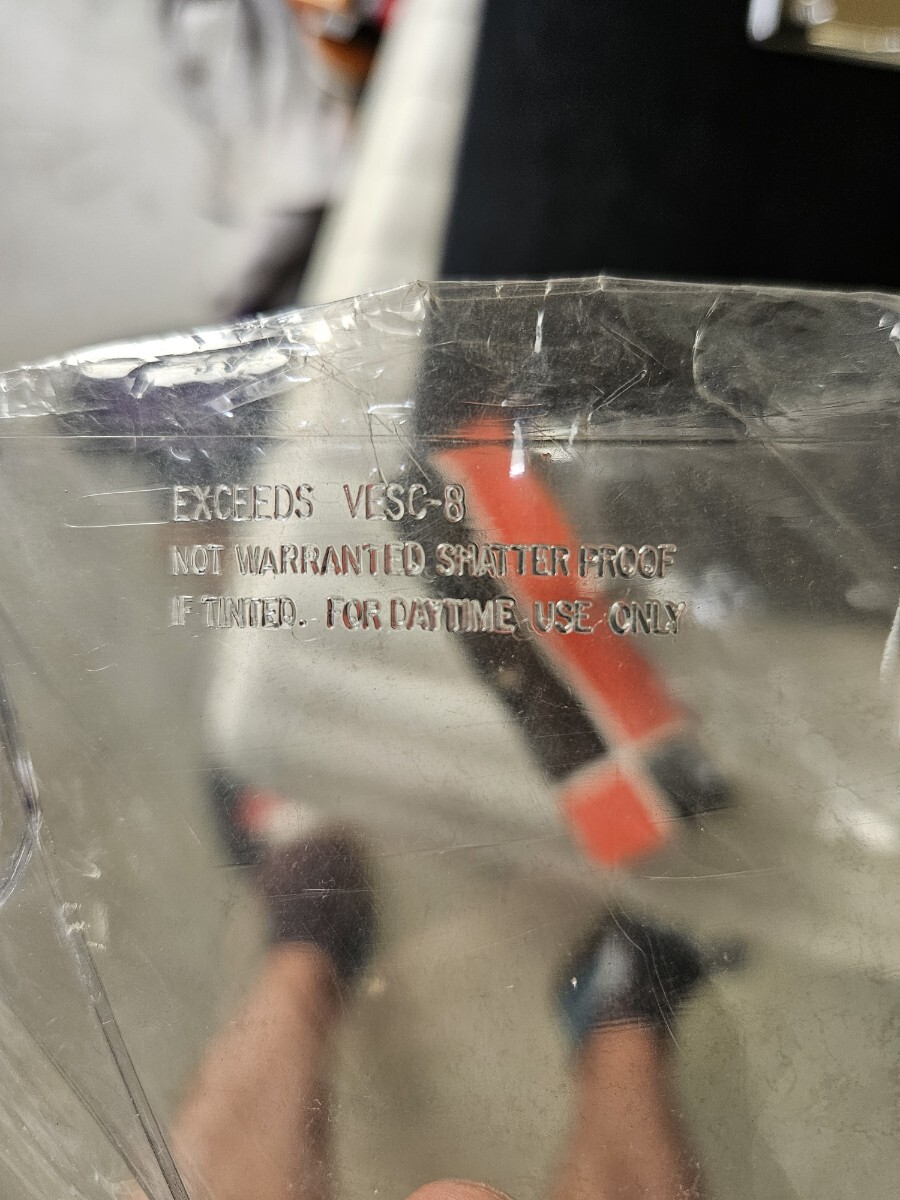 EXCEEDS VESC-8
NOT WARRANTED SHATTER PROOF
IF TINTED. FOR DAYTIME USE ONLY